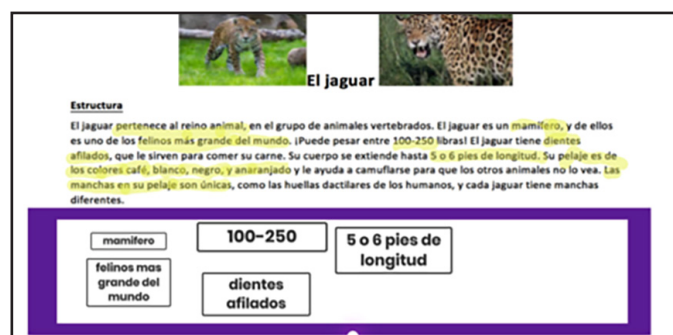 El jaguar
Estructura
El jaguar pertenece al reino animal, en el grupo de animales vertebrados. El jaguar es un mamífero, y de ellos
es uno de los felinos más grande del mundo. ¡Puede pesar entre 100-250 libras! El jaguar tiene dientes
afilados, que le sirven para comer su carne. Su cuerpo se extiende hasta 5 o 6 pies de longitud. Su pelaje es de
los colores café, blanco, negro, y anaranjado y le ayuda a camuflarse para que los otros animales no lo vea. Las
manchas en su pelaje son únicas, como las huellas dactilares de los humanos, y cada jaguar tiene manchas
diferentes.
mamifero
100-250
5 o 6 pies de
longitud
felinos mas
grande del
mundo
dientes
afilados